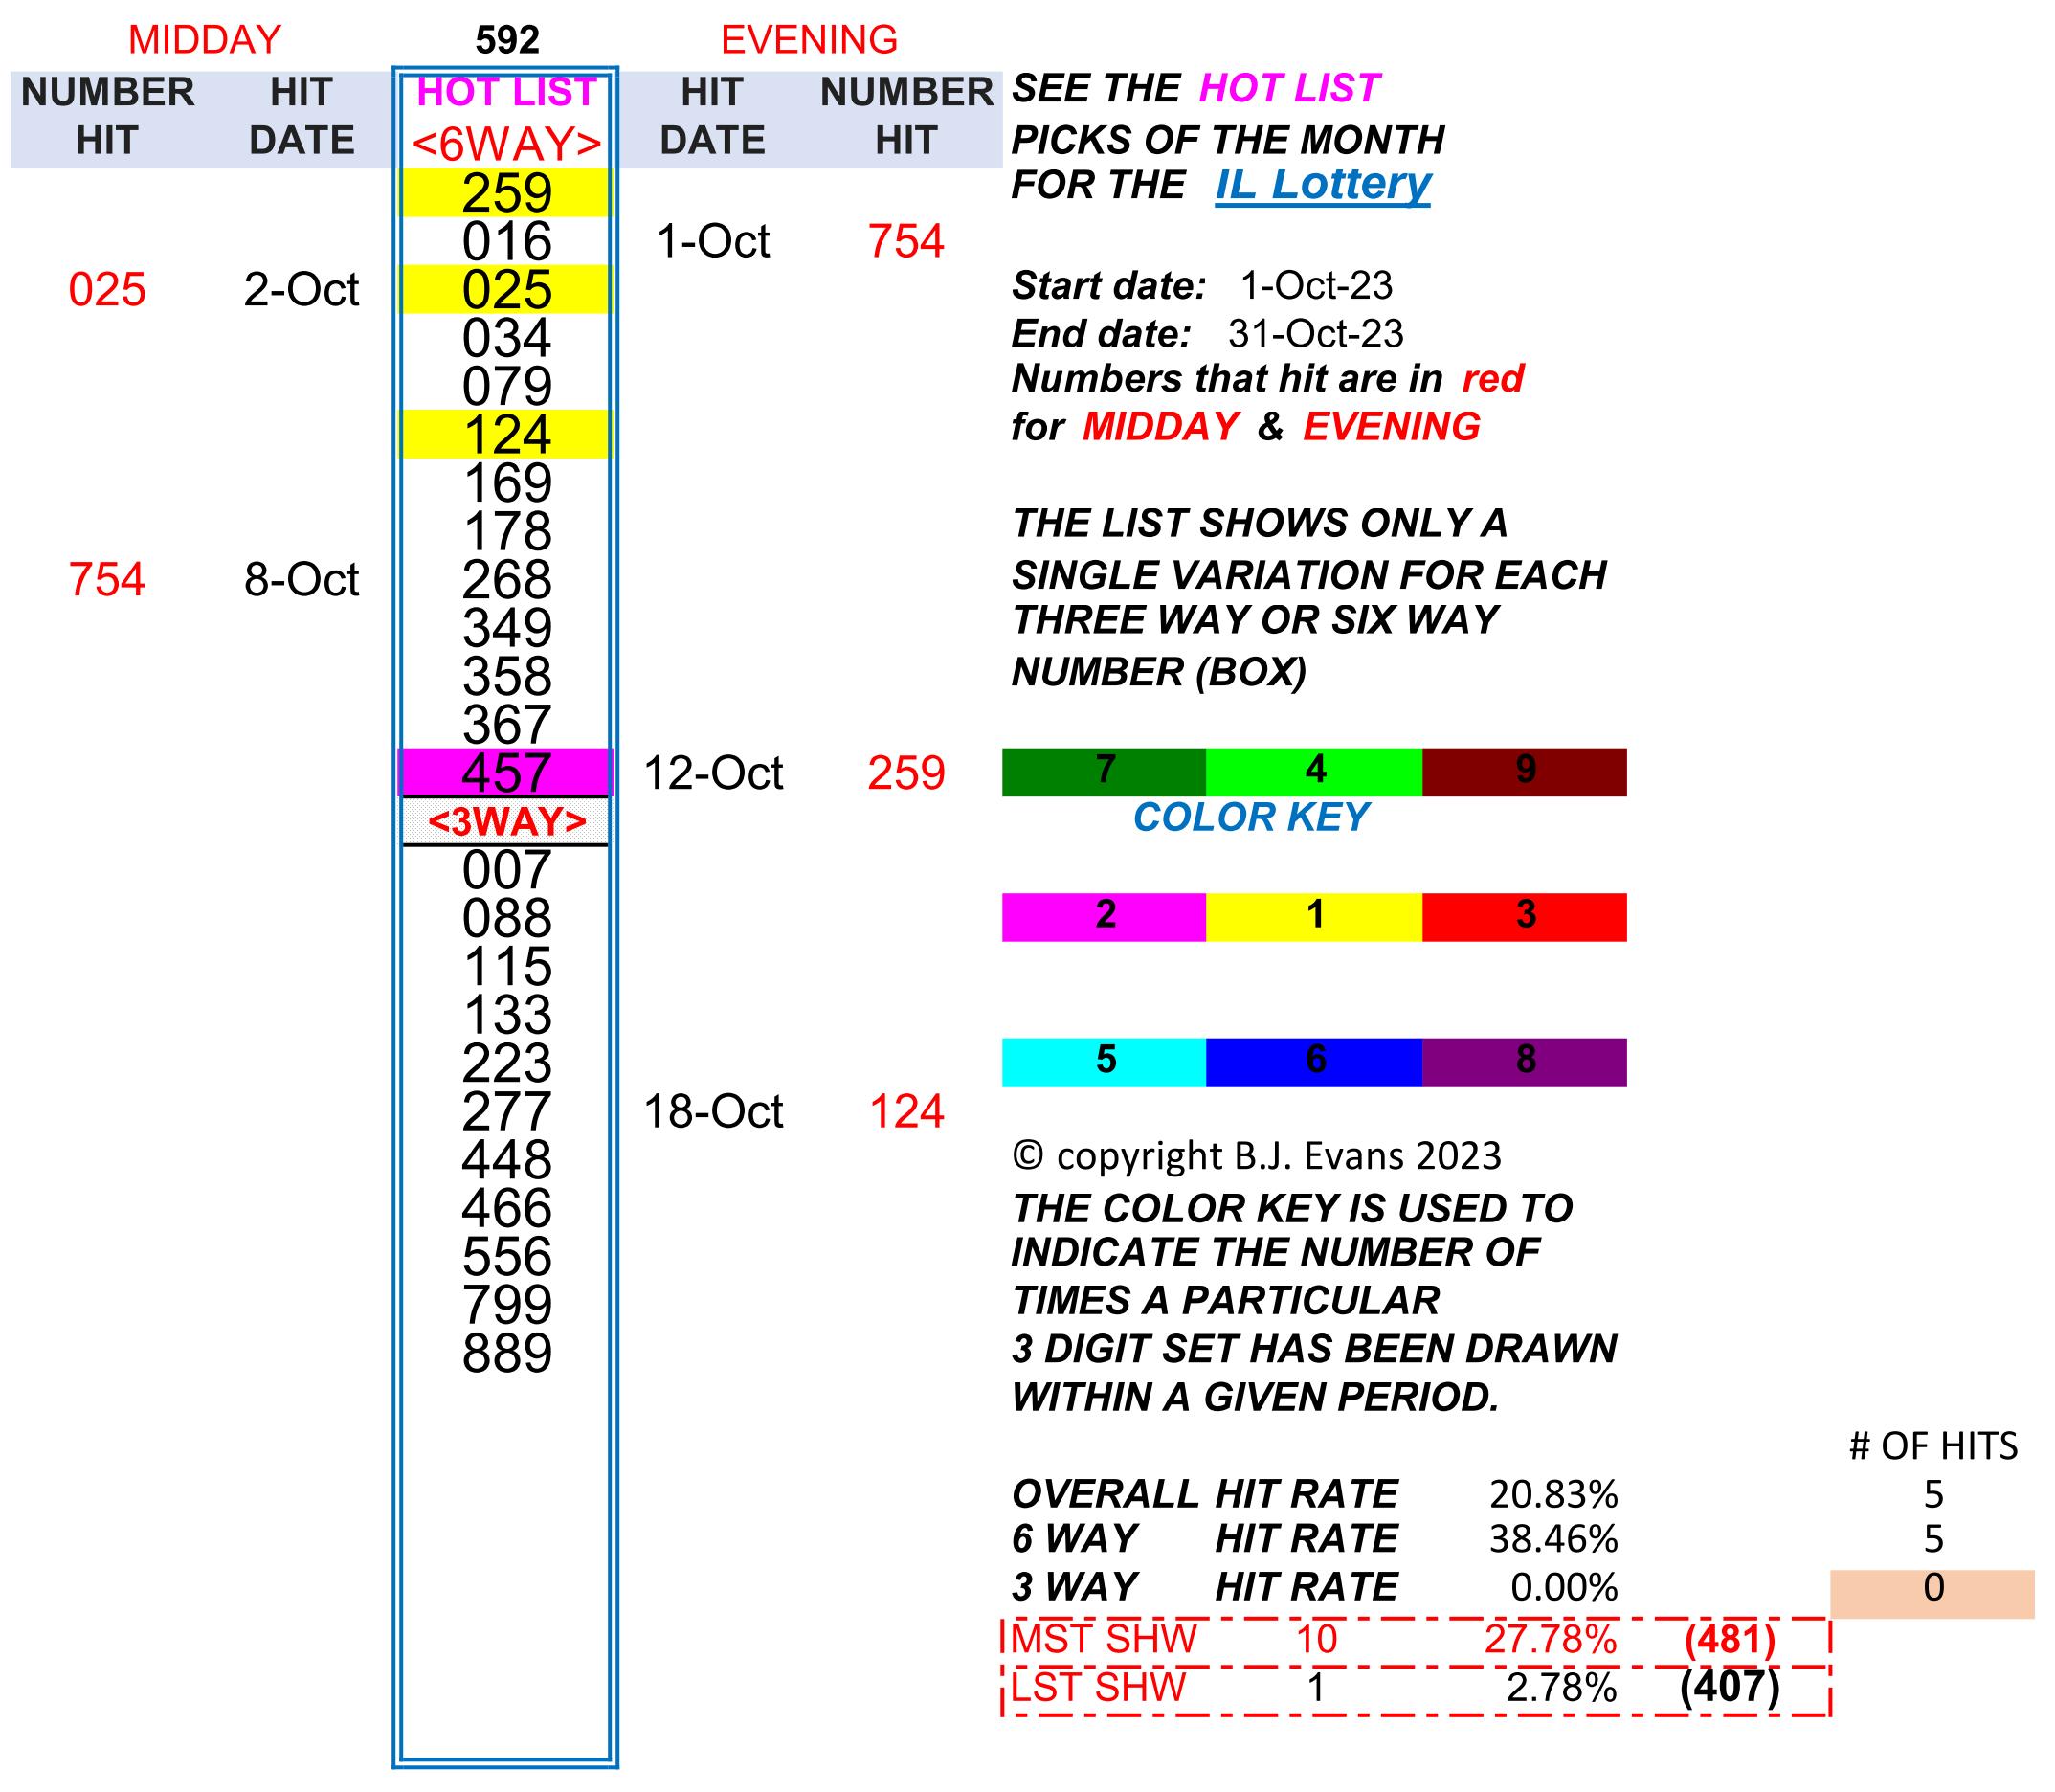 MIDDAY 592 EVENING
NUMBER HIT HOT LIST HIT NUMBER
HIT DATE <6WAY> DATE HIT
259
016 1-Oct 754
025 2-Oct 025
034
079
124
169
178
754 8-Oct 268
349
358
367
457 12-Oct 259
<3WAY>
007
088
115
133
223
277 18-Oct 124
448
466
556
799
889
SEE THE HOT LIST
PICKS OF THE MONTH
FOR THE IL Lottery
Start date: 1-Oct-23
End date: 31-Oct-23
Numbers that hit are in red
for MIDDAY & EVENING
THE LIST SHOWS ONLY A
SINGLE VARIATION FOR EACH
THREE WAY OR SIX WAY
NUMBER (BOX)
7 4 9
COLOR KEY
2 1 3
5 6 8
© copyright B.J. Evans 2023
THE COLOR KEY IS USED TO
INDICATE THE NUMBER OF
TIMES A PARTICULAR
3 DIGIT SET HAS BEEN DRAWN
WITHIN A GIVEN PERIOD.
# OF HITS
OVERALL HIT RATE 20.83% 5
6 WAY HIT RATE 38.46% 5
3 WAY HIT RATE 0.00% 0
MST SHW 10 27.78% (481)
LST SHW 1 2.78% (407)